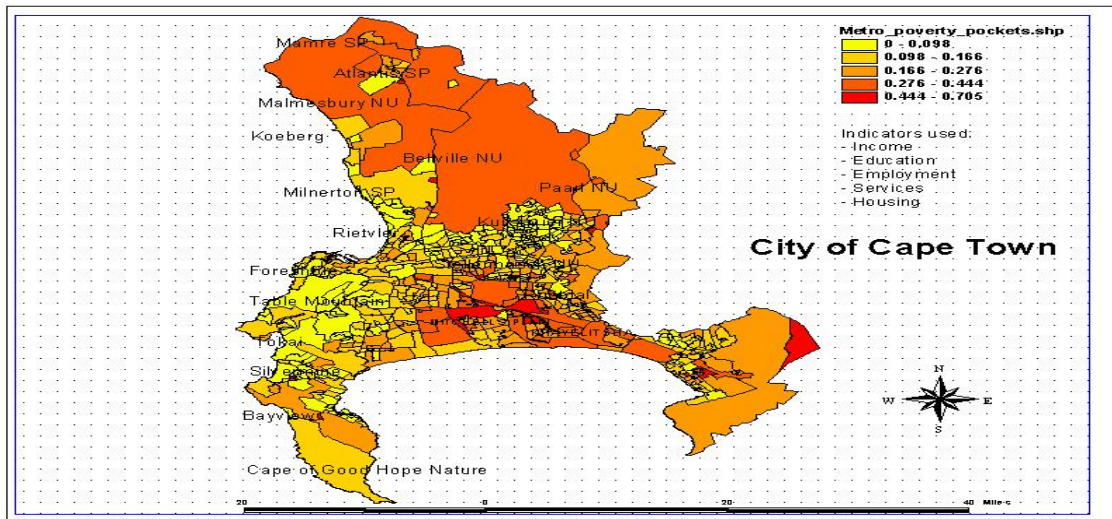 Metro_poverty_pockets.shp
0 - 0.098
0.098 - 0.166
0.166 - 0.276
0.276 - 0.444
0.444 - 0.705
Indicators used:
- Income
- Education
- Employment
- Services
- Housing
City of Cape Town
Mamre SP
Atlantis SP
Malmesbury NU
Koeberg
Bellville NU
Paarl NU
Milnerton SP
Rietvlei
Foreshore
Table Mountain
Tokai
Silvermine
Bayviews
Cape of Good Hope Nature
N
W E
S
20 0 20 40 Miles